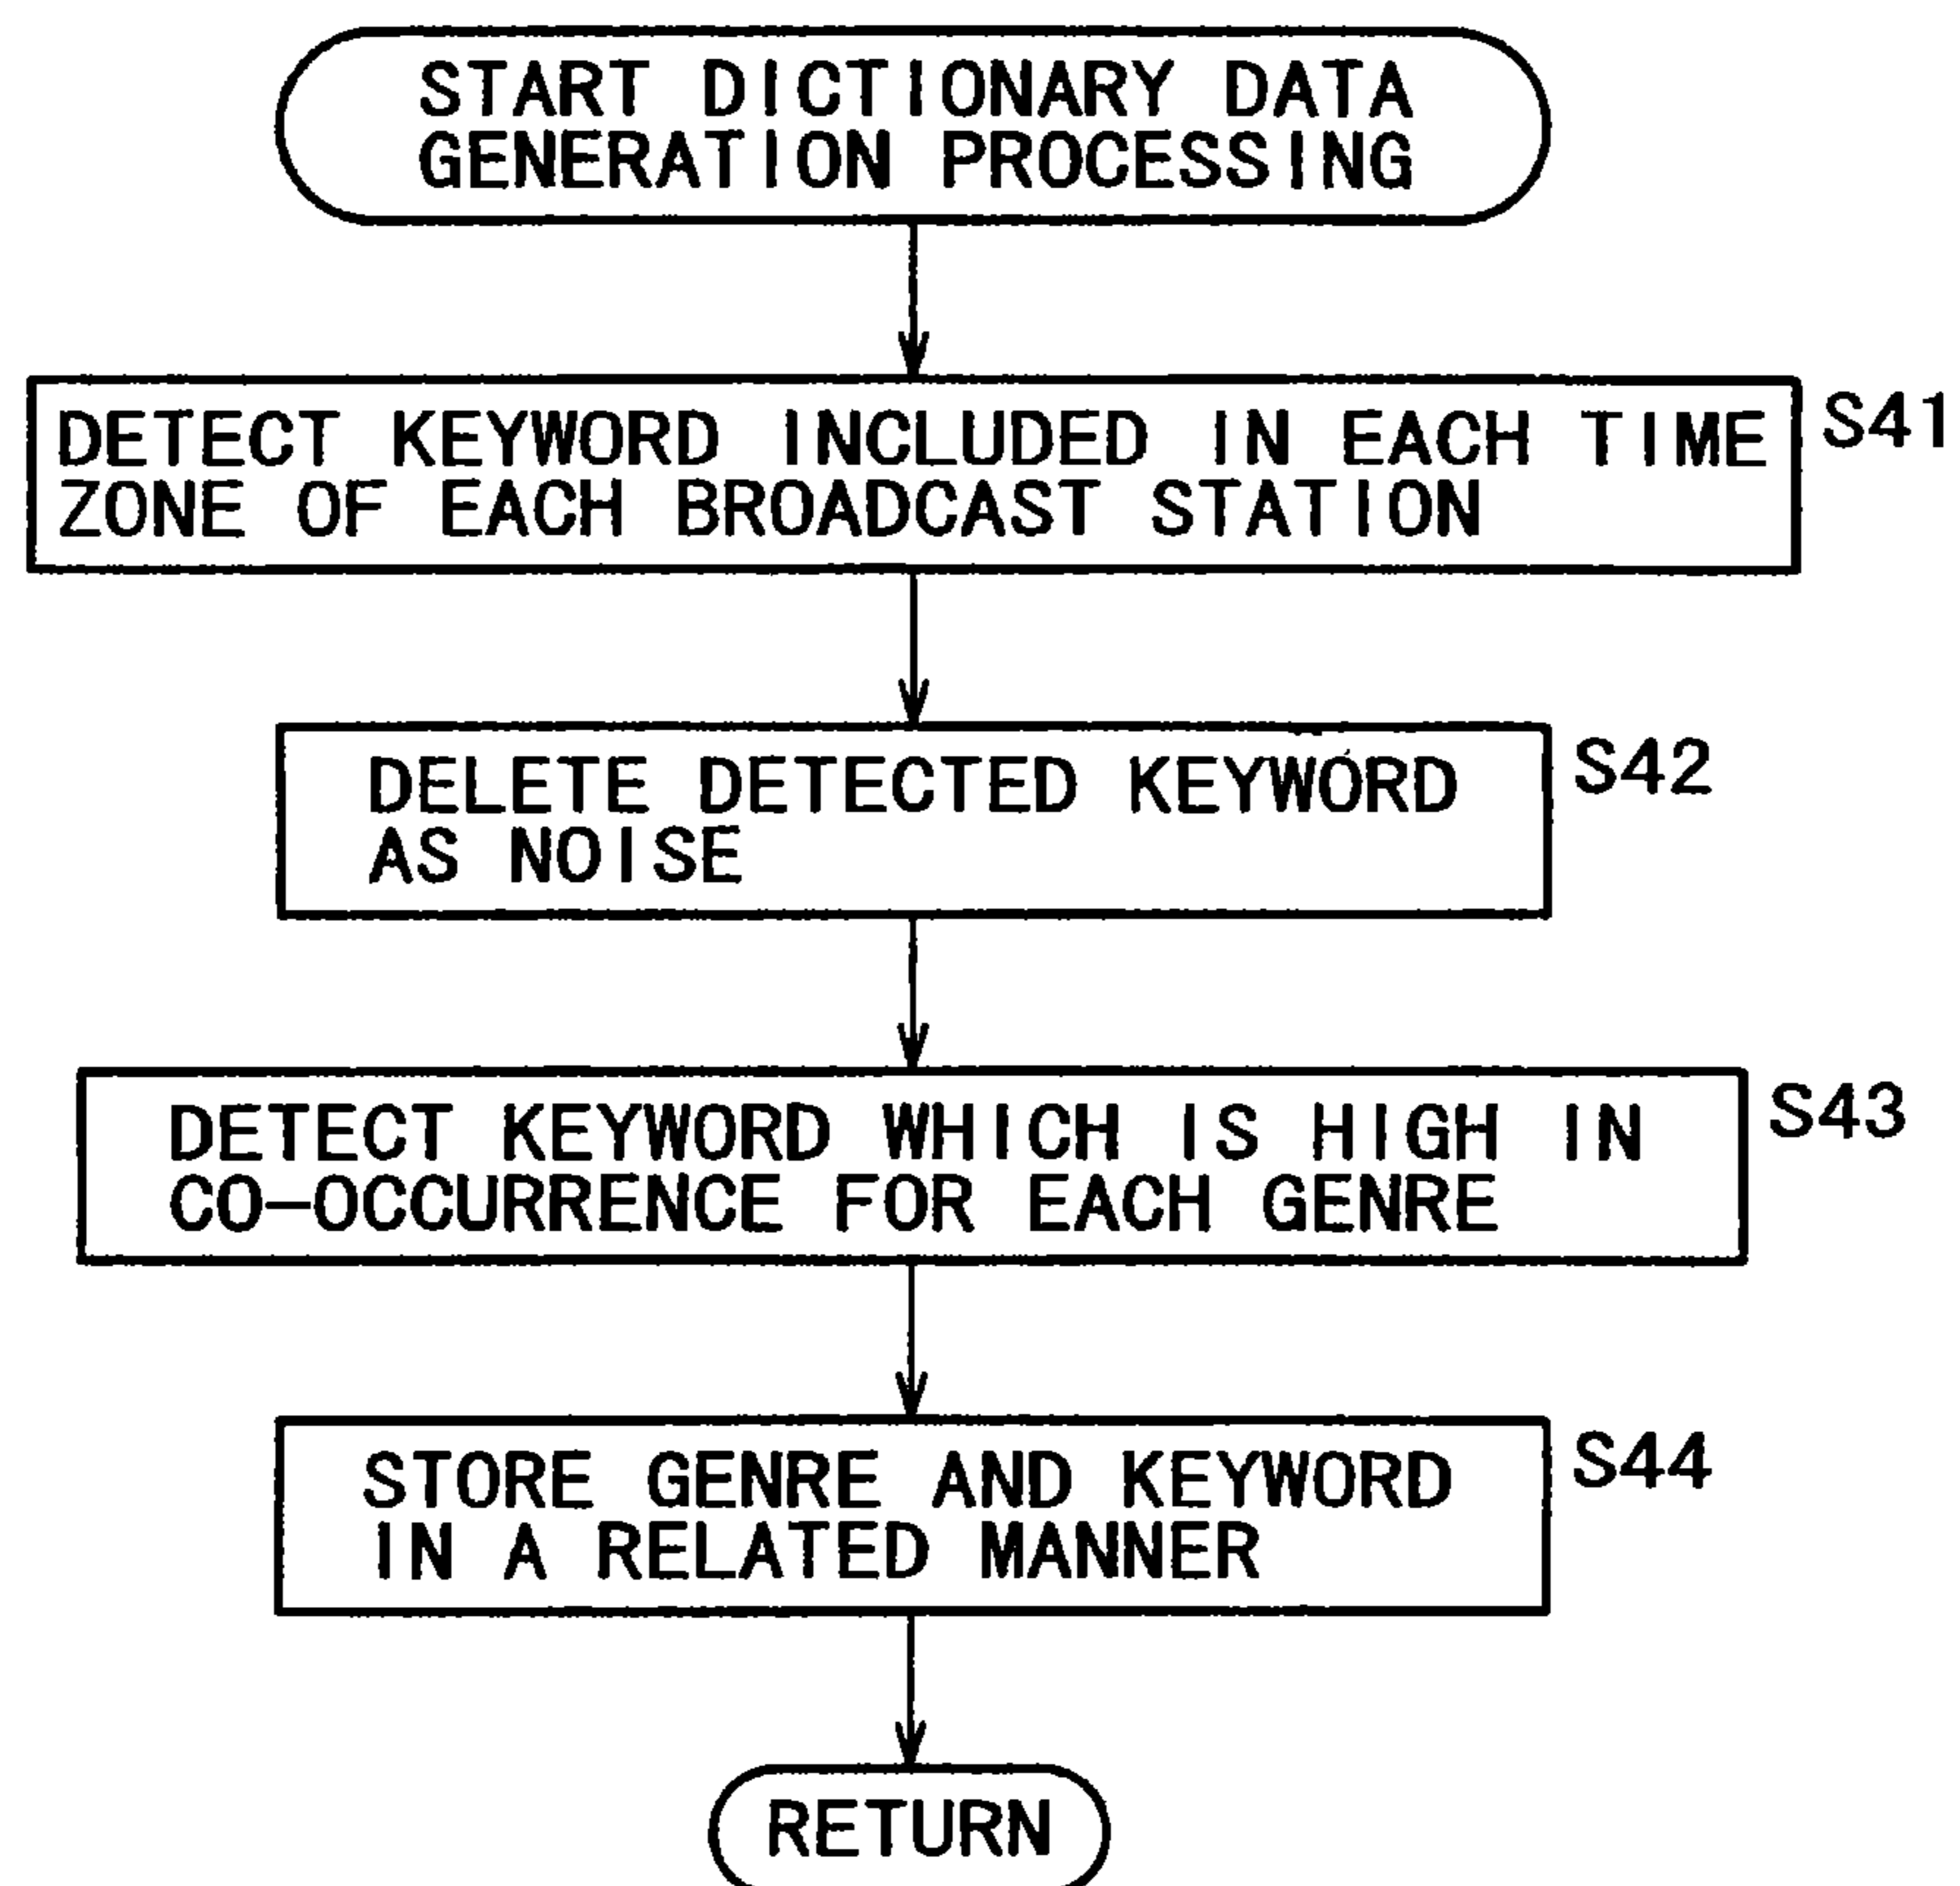 START DICTIONARY DATA
GENERATION PROCESSING
DETECT KEYWORD INCLUDED IN EACH TIME
ZONE OF EACH BROADCAST STATION
S41
DELETE DETECTED KEYWORD
AS NOISE
S42
DETECT KEYWORD WHICH IS HIGH IN
CO-OCCURRENCE FOR EACH GENRE
S43
STORE GENRE AND KEYWORD
IN A RELATED MANNER
S44
RETURN